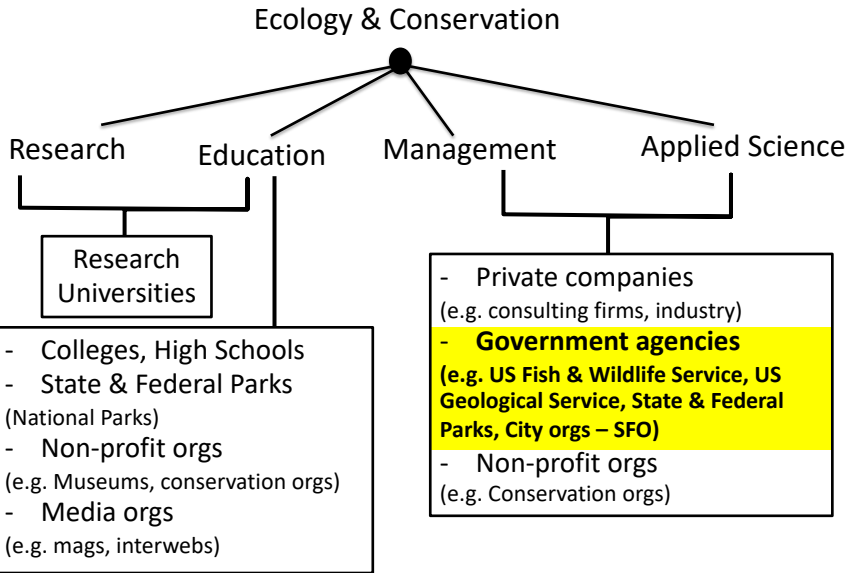 Ecology & Conservation
Research
Education
Management
Applied Science
Research
Universities
- Colleges, High Schools
- State & Federal Parks
(National Parks)
- Non-profit orgs
(e.g. Museums, conservation orgs)
- Media orgs
(e.g. mags, interwebs)
- Private companies
(e.g. consulting firms, industry)
- Government agencies
(e.g. US Fish & Wildlife Service, US
Geological Service, State & Federal
Parks, City orgs – SFO)
- Non-profit orgs
(e.g. Conservation orgs)